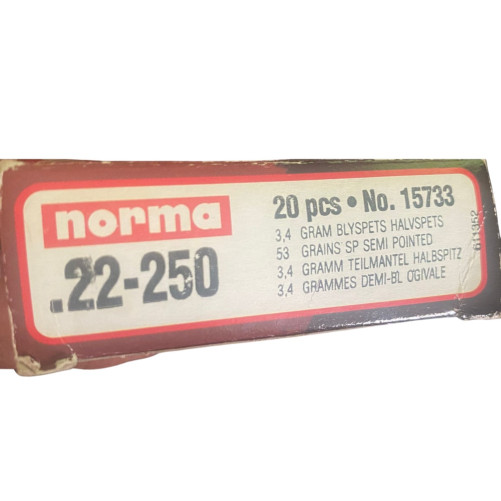 norma
.22-250
20 pcs • No. 15733
3,4 GRAM BLYSPETS HALVSPETS
53 GRAINS SP SEMI POINTED
3,4 GRAMM TEILMANTEL HALBSPITZ
3,4 GRAMMES DEMI-BL OGIVALE
611352